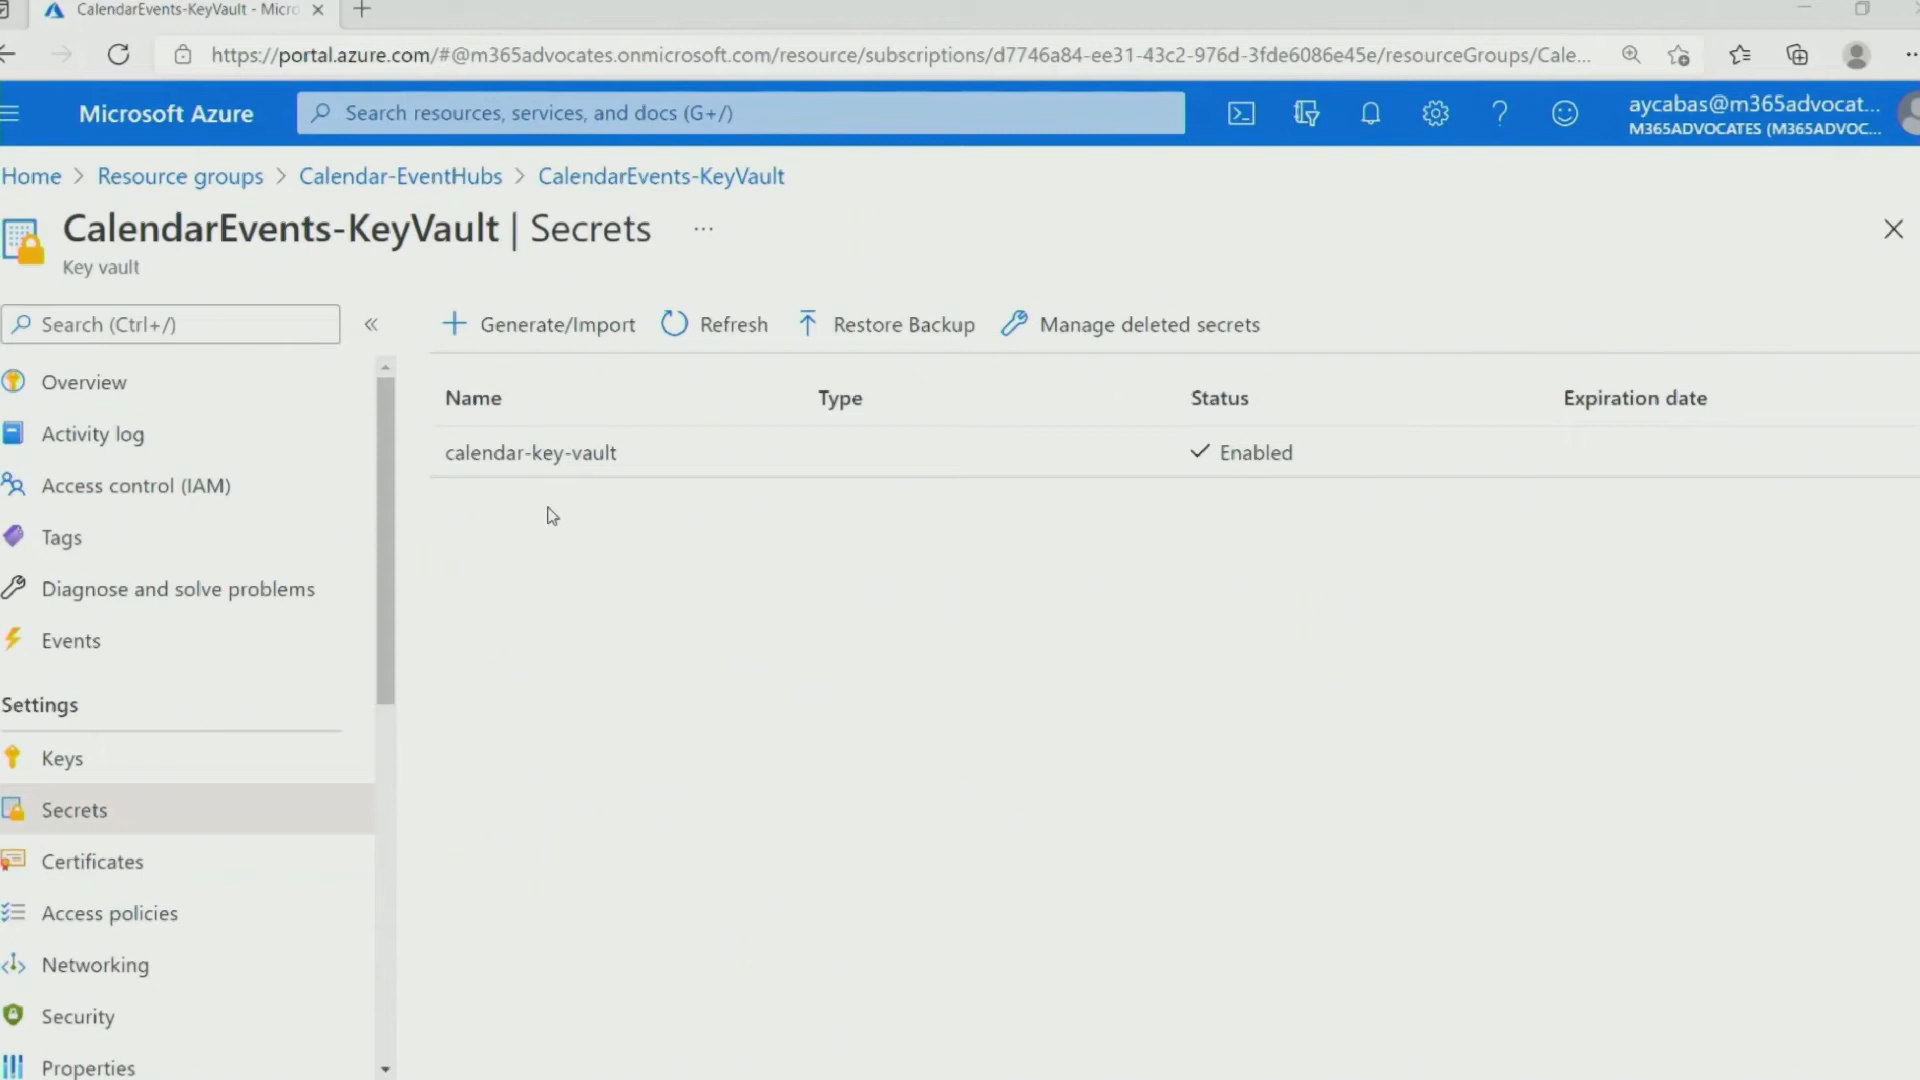 CalendarEvents-KeyVault - Micro
https://portal.azure.com/#@m365advocates.onmicrosoft.com/resource/subscriptions/d7746a84-ee31-43c2-976d-3fde6086e45e/resourceGroups/Cale...
Microsoft Azure
Search resources, services, and docs (G+/)
aycabas@m365advocat...
M365ADVOCATES (M365ADVOC...
Home > Resource groups > Calendar-EventHubs > CalendarEvents-KeyVault
CalendarEvents-KeyVault | Secrets ...
Key vault
Search (Ctrl+/)
Generate/Import
Refresh
Restore Backup
Manage deleted secrets
Overview
Activity log
Access control (IAM)
Tags
Diagnose and solve problems
Events
Settings
Keys
Secrets
Certificates
Access policies
Networking
Security
Properties
Name Type Status Expiration date
calendar-key-vault Enabled